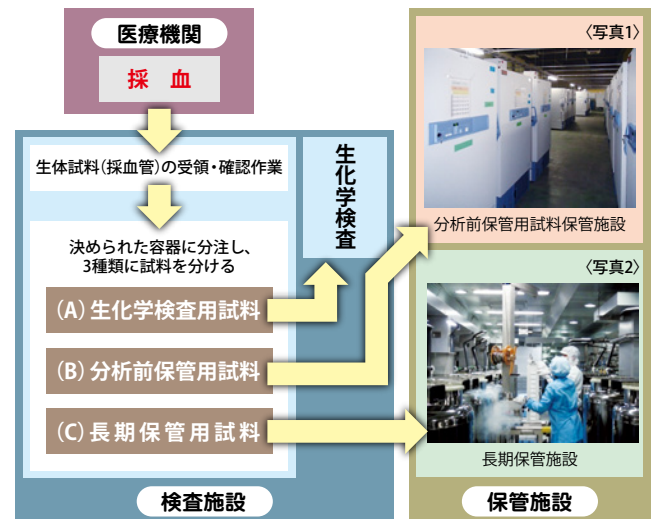 医療機関
採血
生体試料(採血管)の受領・確認作業
決められた容器に分注し、
3種類に試料を分ける
(A)生化学検査用試料
(B)分析前保管用試料
(C)長期保管用試料
検査施設
生化学検査
〈写真1〉
分析前保管用試料保管施設
〈写真2〉
長期保管施設
保管施設